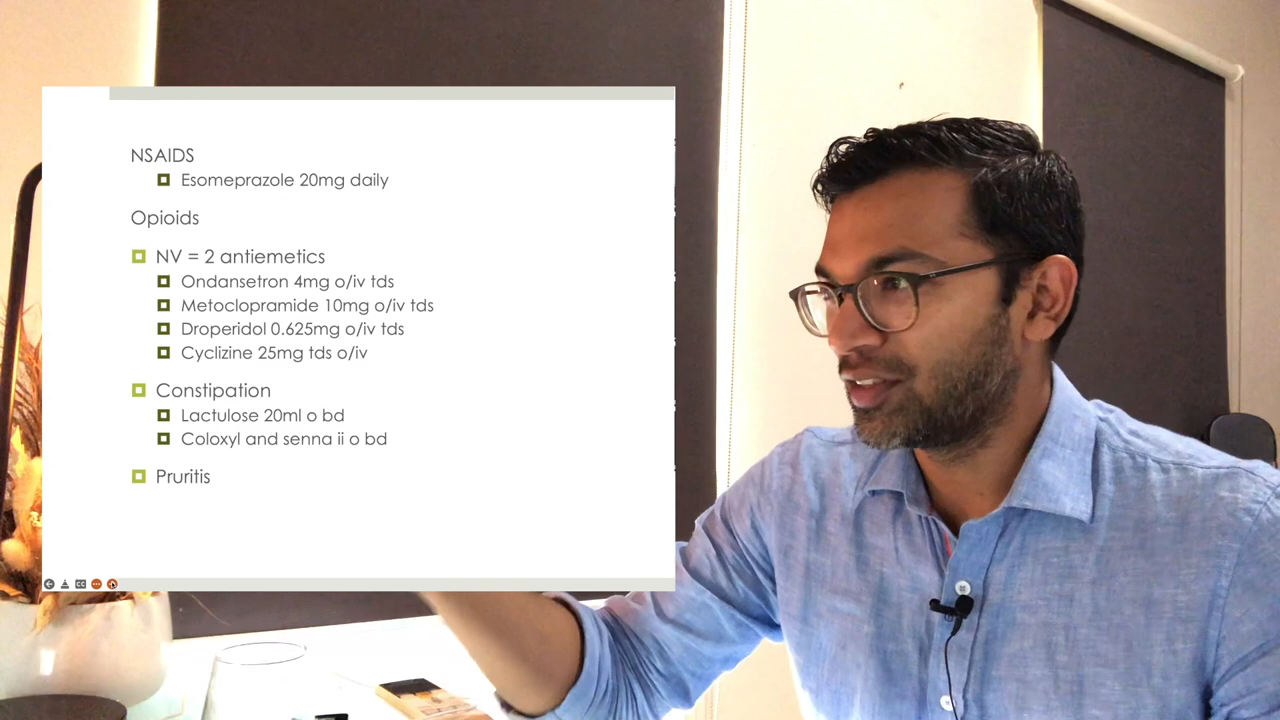 NSAIDS
Esomeprazole 20mg daily
Opioids
NV = 2 antiemetics
Ondansetron 4mg o/iv tds
Metoclopramide 10mg o/iv tds
Droperidol 0.625mg o/iv tds
Cyclizine 25mg tds o/iv
Constipation
Lactulose 20ml o bd
Coloxyl and senna ii o bd
Pruritis